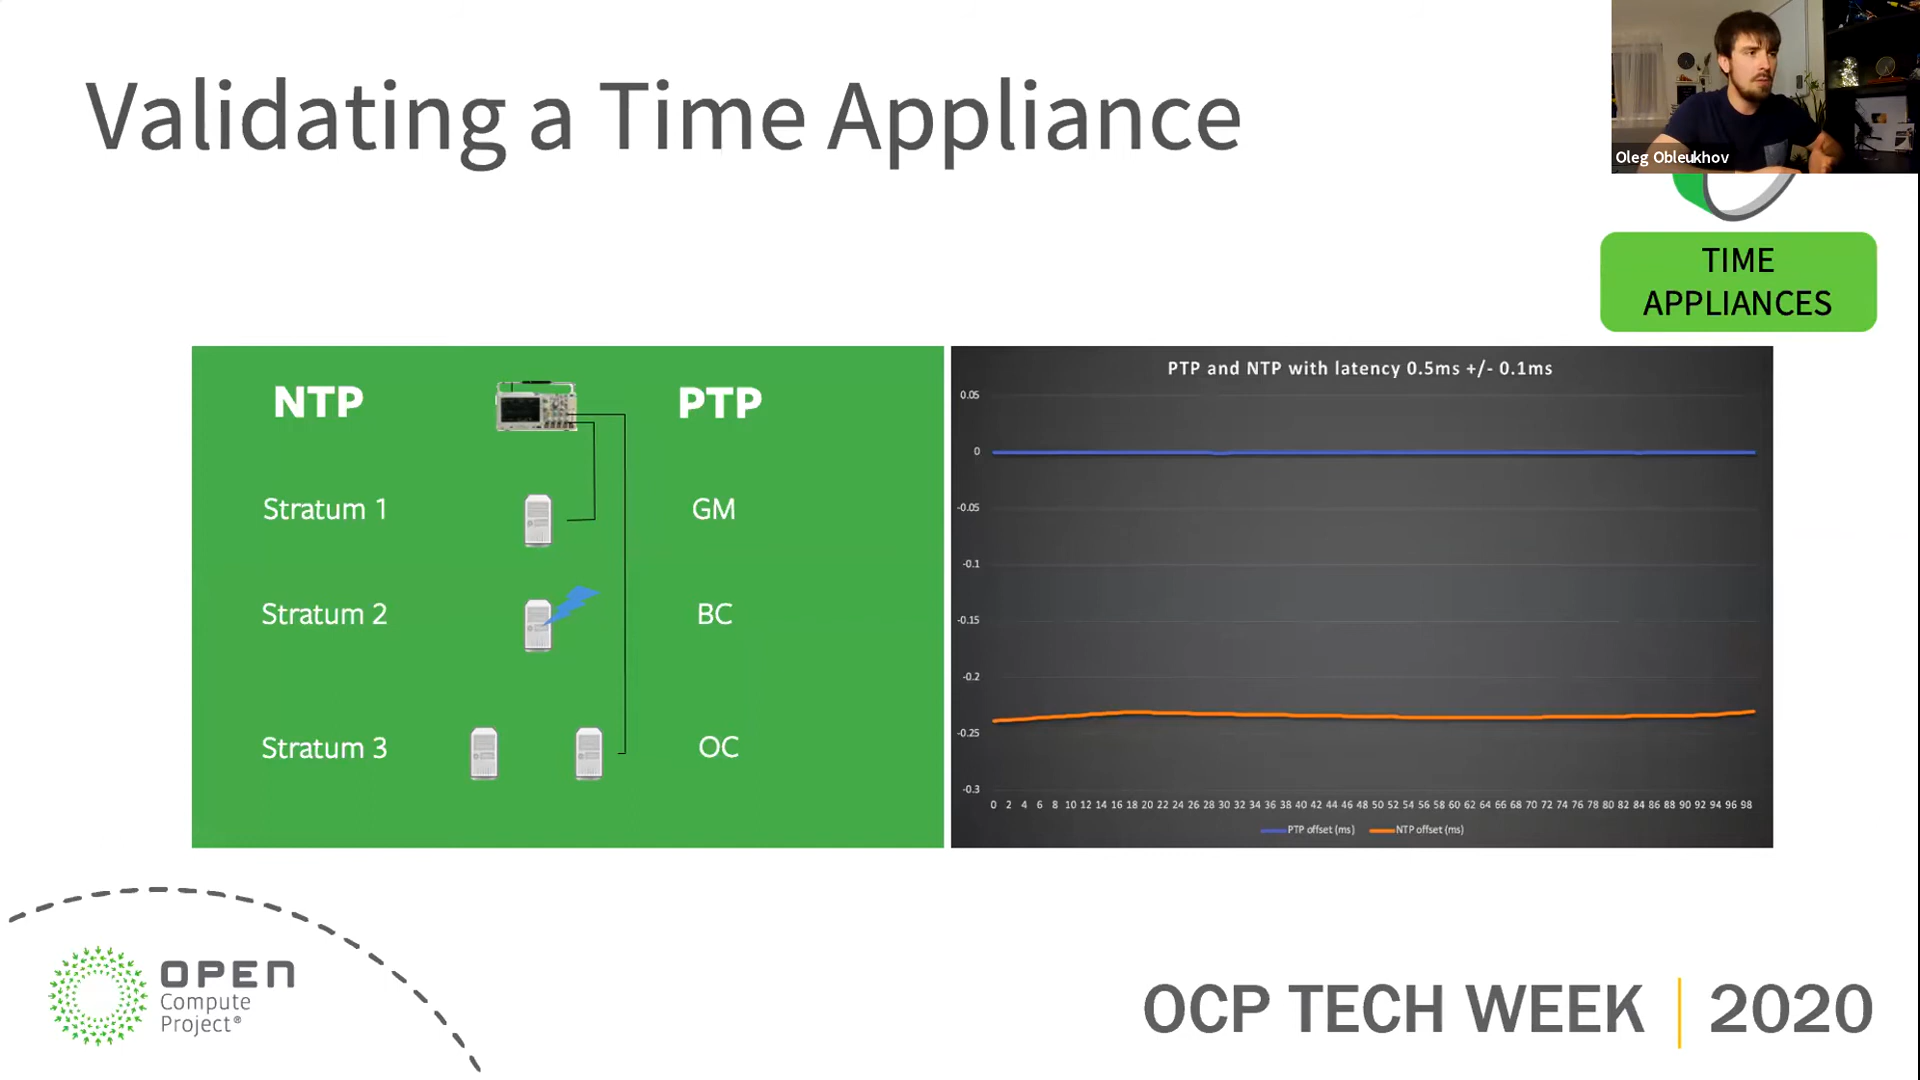 Validating a Time Appliance
Oleg Obleukhov
TIME
APPLIANCES
NTP
PTP
Stratum 1
GM
Stratum 2
BC
Stratum 3
OC
PTP and NTP with latency 0.5ms +/- 0.1ms
0.05
0
-0.05
-0.1
-0.15
-0.2
-0.25
-0.3
0 2 4 6 8 10 12 14 16 18 20 22 24 26 28 30 32 34 36 38 40 42 44 46 48 50 52 54 56 58 60 62 64 66 68 70 72 74 76 78 80 82 84 86 88 90 92 94 96 98
PTP offset (ms) NTP offset (ms)
OPEN
Compute
Project®
OCP TECH WEEK | 2020